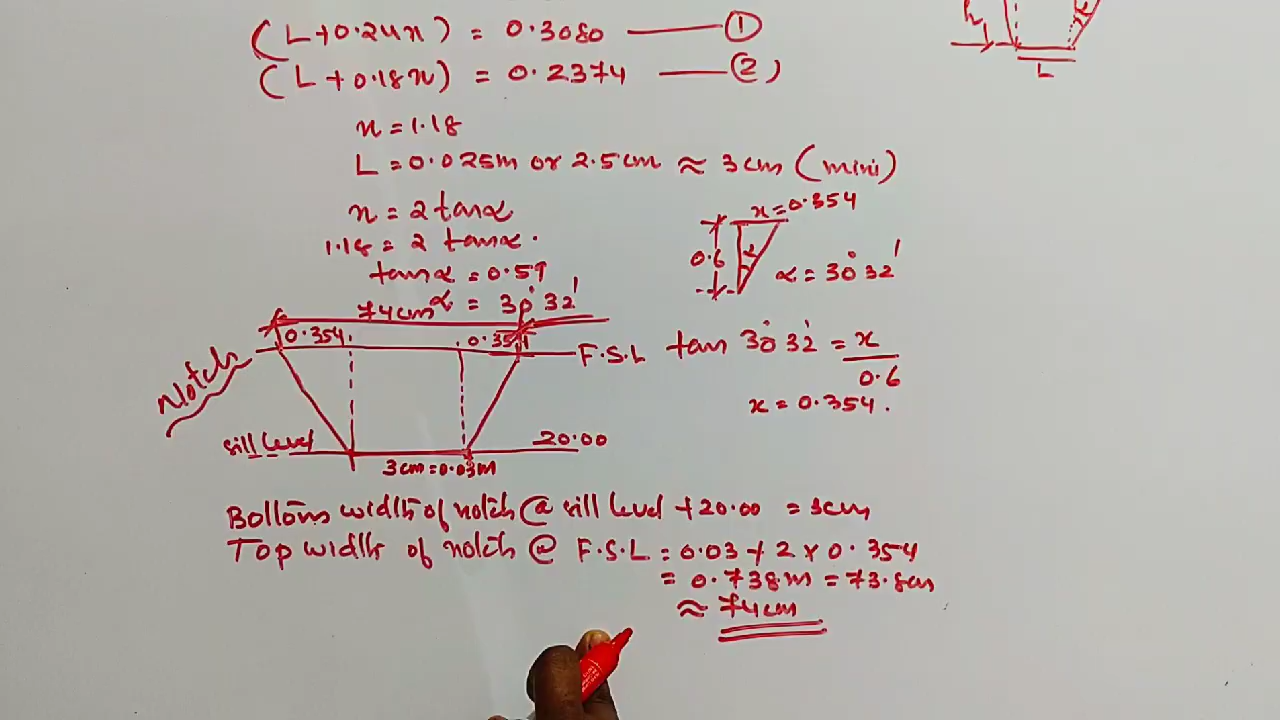 (L+0.24n) = 0.3080 ——— ①
(L+0.18n) = 0.2374 ——— ②)
h
α
L
n = 1.18
L = 0.025m or 2.5cm ≈ 3cm (mini)
n = 2 tanα
1.18 = 2 tanα.
tanα = 0.59
α = 30° 32'
x = 0.354
0.6
α
α = 30° 32'
tan 30° 32' = x / 0.6
x = 0.354.
74cm
0.354
0.354
F.S.L
Notch
sill level
20.00
3cm = 0.03m
Bottom width of notch @ sill level +20.00 = 3cm
Top width of notch @ F.S.L = 0.03 + 2 x 0.354
= 0.738m = 73.8cm
≈ 74cm